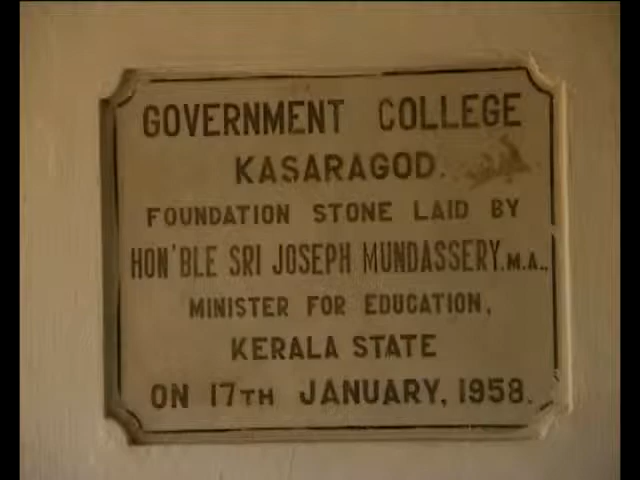 GOVERNMENT COLLEGE
KASARAGOD.
FOUNDATION STONE LAID BY
HON'BLE SRI JOSEPH MUNDASSERY, M.A.,
MINISTER FOR EDUCATION,
KERALA STATE
ON 17TH JANUARY, 1958.